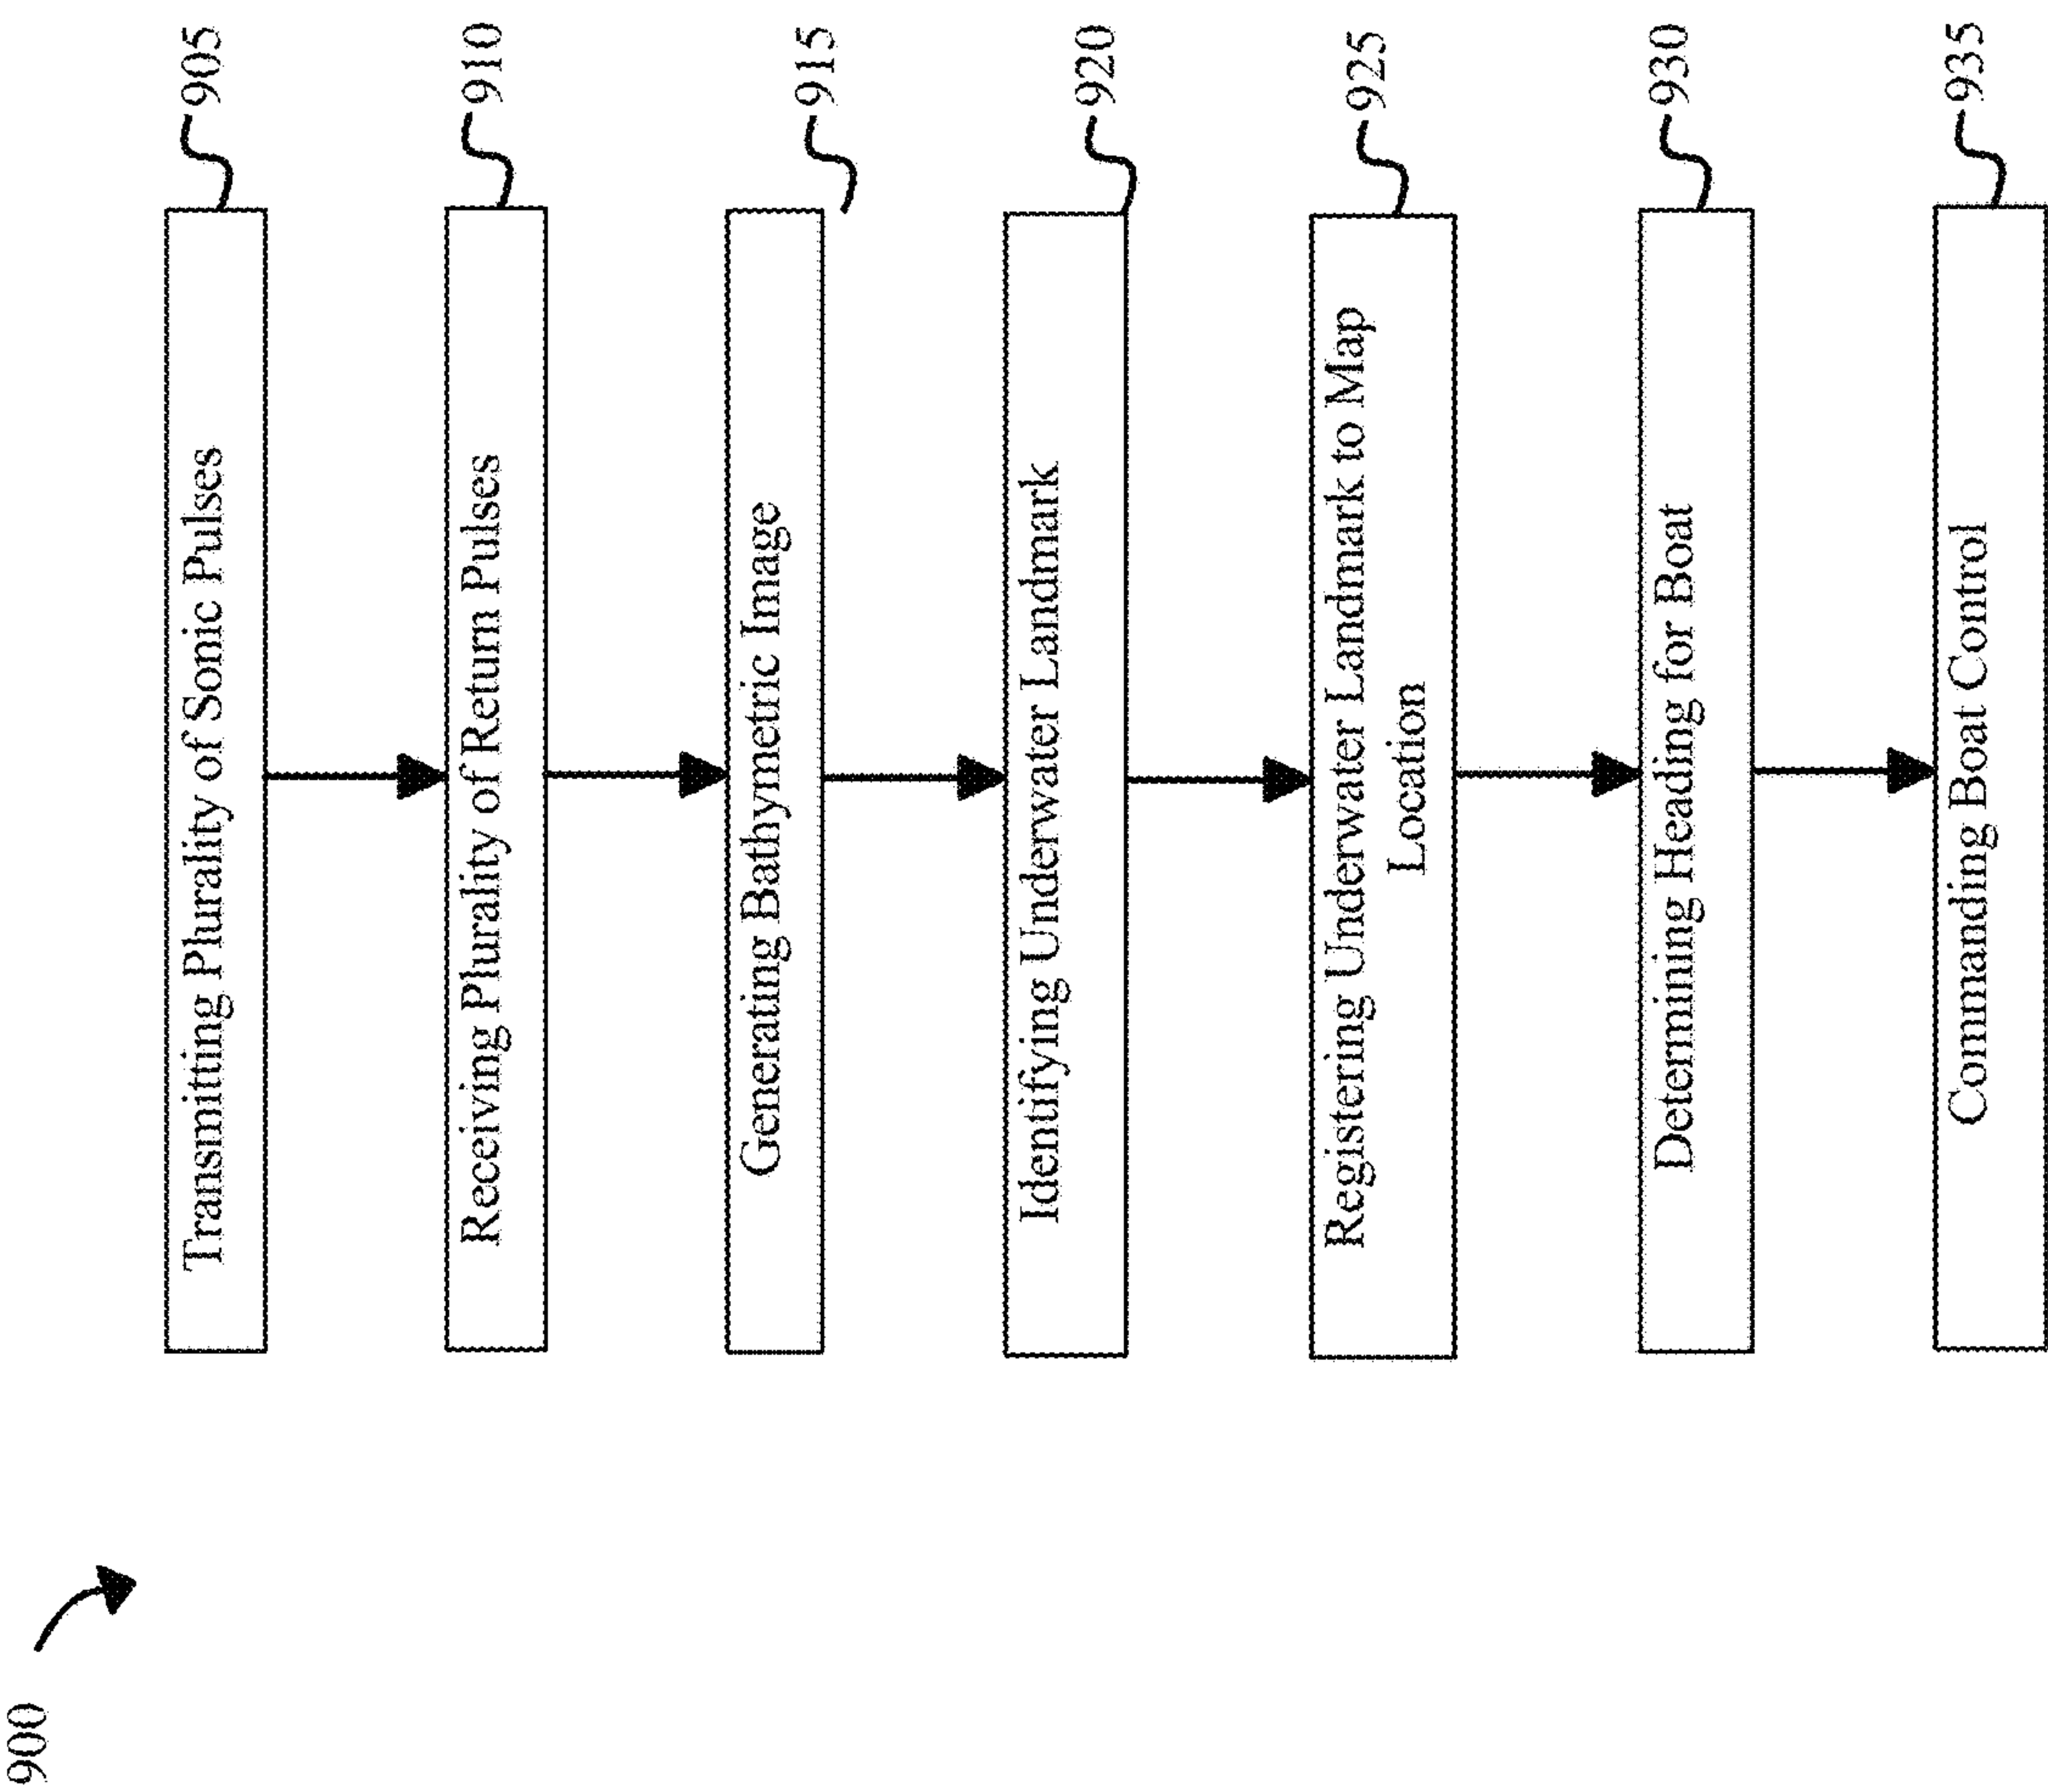 900
Transmitting Plurality of Sonic Pulses
905
Receiving Plurality of Return Pulses
910
Generating Bathymetric Image
915
Identifying Underwater Landmark
920
Registering Underwater Landmark to Map
Location
925
Determining Heading for Boat
930
Commanding Boat Control
935